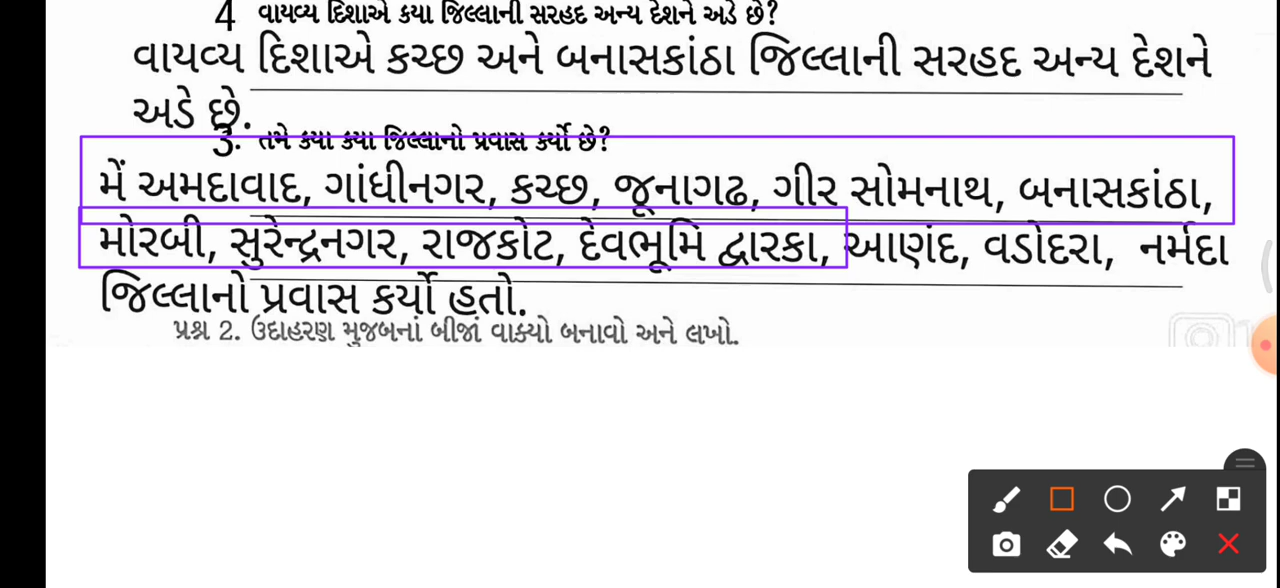 4 વાયવ્ય દિશાએ કયા જિલ્લાની સરહદ અન્ય દેશને અડે છે?
વાયવ્ય દિશાએ કચ્છ અને બનાસકાંઠા જિલ્લાની સરહદ અન્ય દેશને
અડે છે.
3. તમે કયા કયા જિલ્લાનો પ્રવાસ કર્યો છે?
મેં અમદાવાદ, ગાંધીનગર, કચ્છ, જૂનાગઢ, ગીર સોમનાથ, બનાસકાંઠા,
મોરબી, સુરેન્દ્રનગર, રાજકોટ, દેવભૂમિ દ્વારકા, આણંદ, વડોદરા, નર્મદા
જિલ્લાનો પ્રવાસ કર્યો હતો.
પ્રશ્ન 2. ઉદાહરણ મુજબનાં બીજાં વાક્યો બનાવો અને લખો.